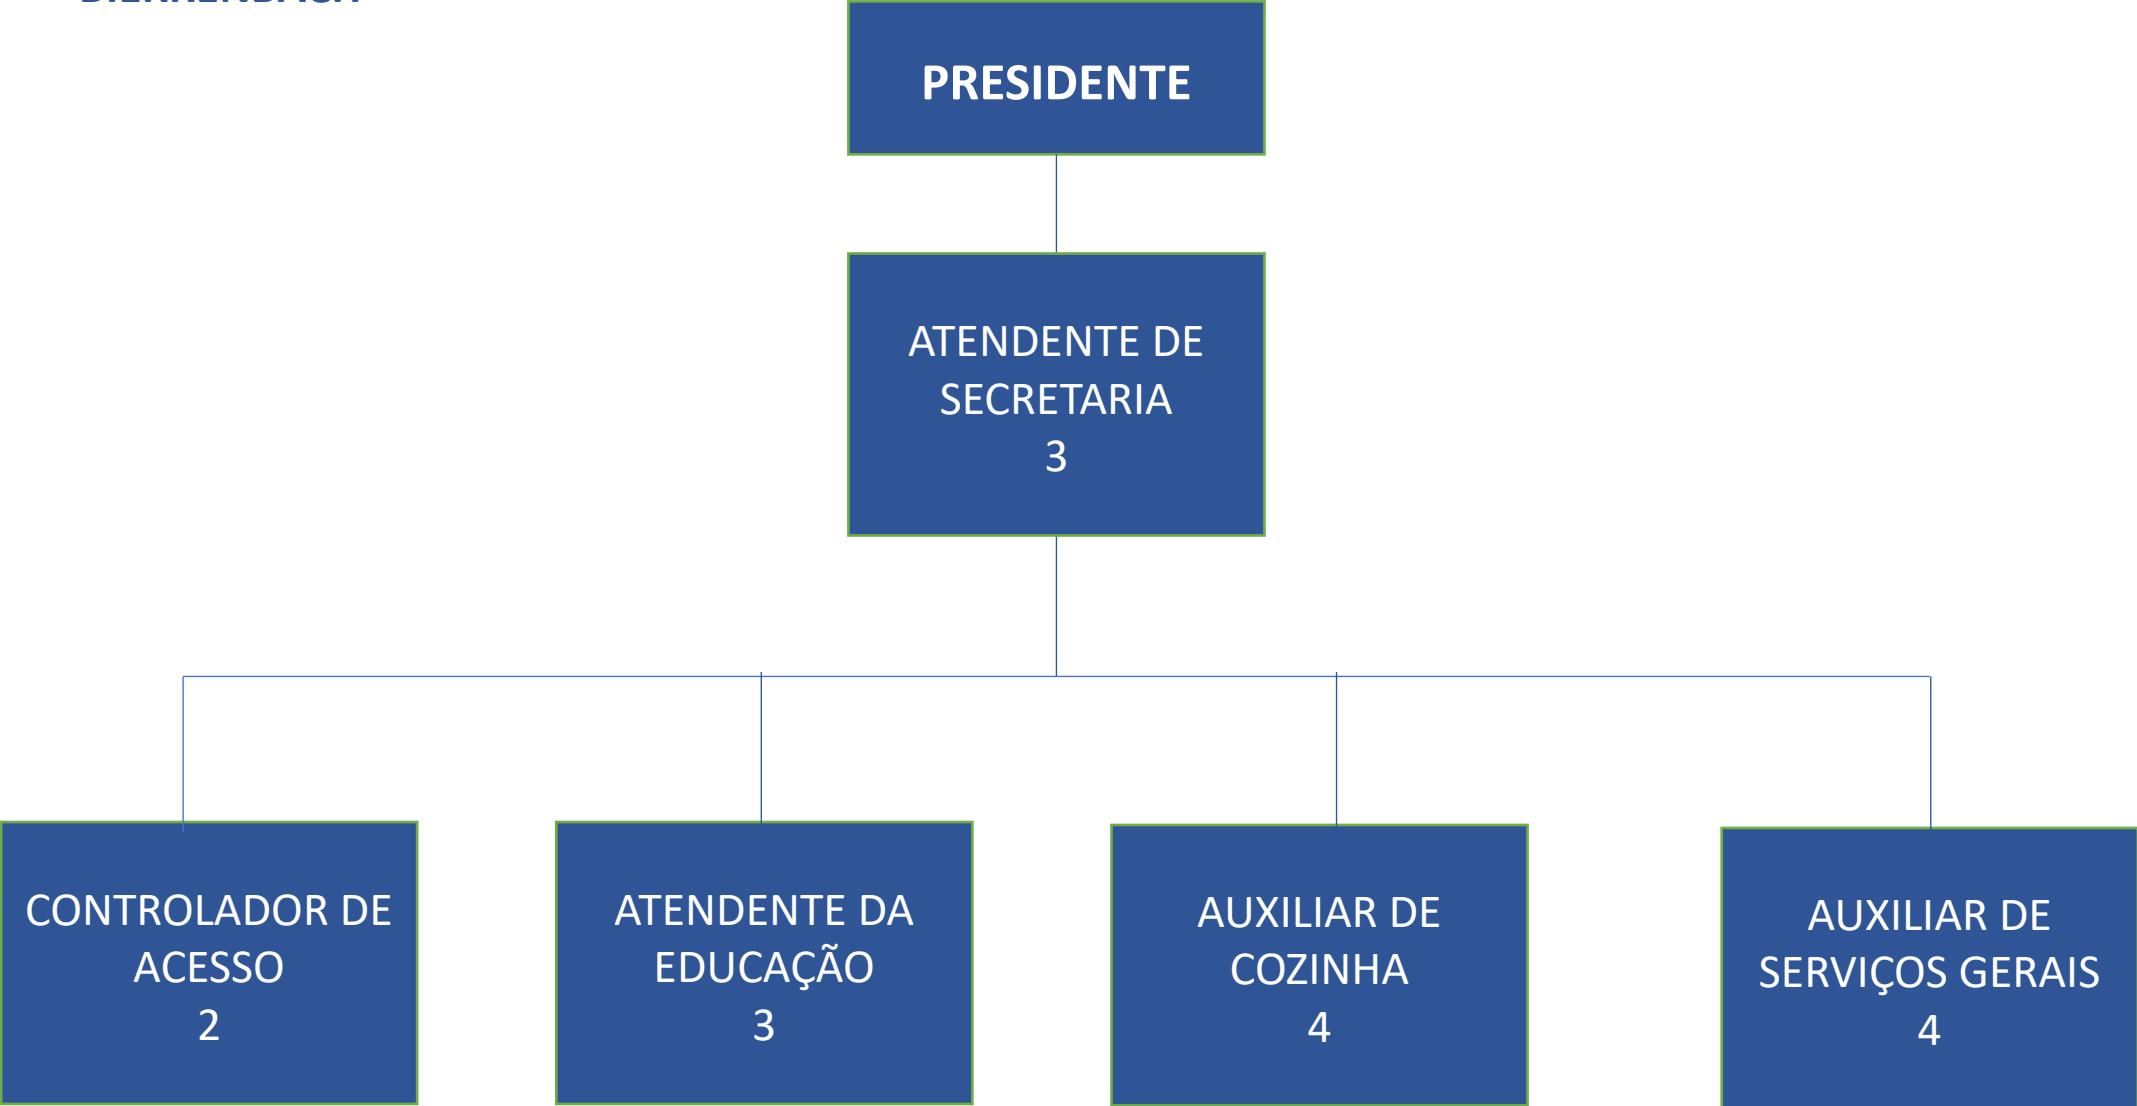 PRESIDENTE
ATENDENTE DE
SECRETARIA
3
CONTROLADOR DE
ACESSO
2
ATENDENTE DA
EDUCAÇÃO
3
AUXILIAR DE
COZINHA
4
AUXILIAR DE
SERVIÇOS GERAIS
4